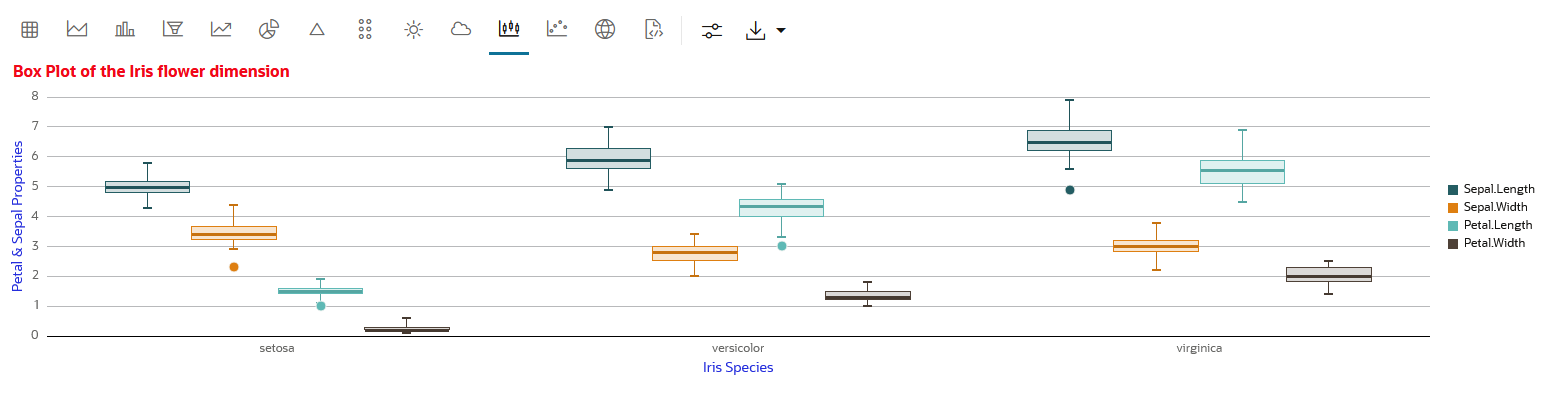 Box Plot of the Iris flower dimension
Petal & Sepal Properties
8
7
6
5
4
3
2
1
0
setosa
versicolor
virginica
Iris Species
Sepal.Length
Sepal.Width
Petal.Length
Petal.Width